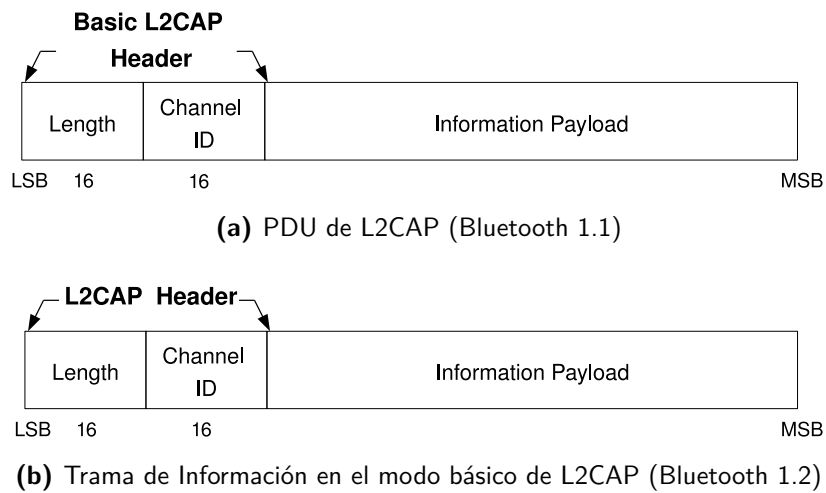 Basic L2CAP
Header
Length
Channel
ID
Information Payload
LSB 16 16 MSB
(a) PDU de L2CAP (Bluetooth 1.1)
L2CAP Header
Length
Channel
ID
Information Payload
LSB 16 16 MSB
(b) Trama de Información en el modo básico de L2CAP (Bluetooth 1.2)